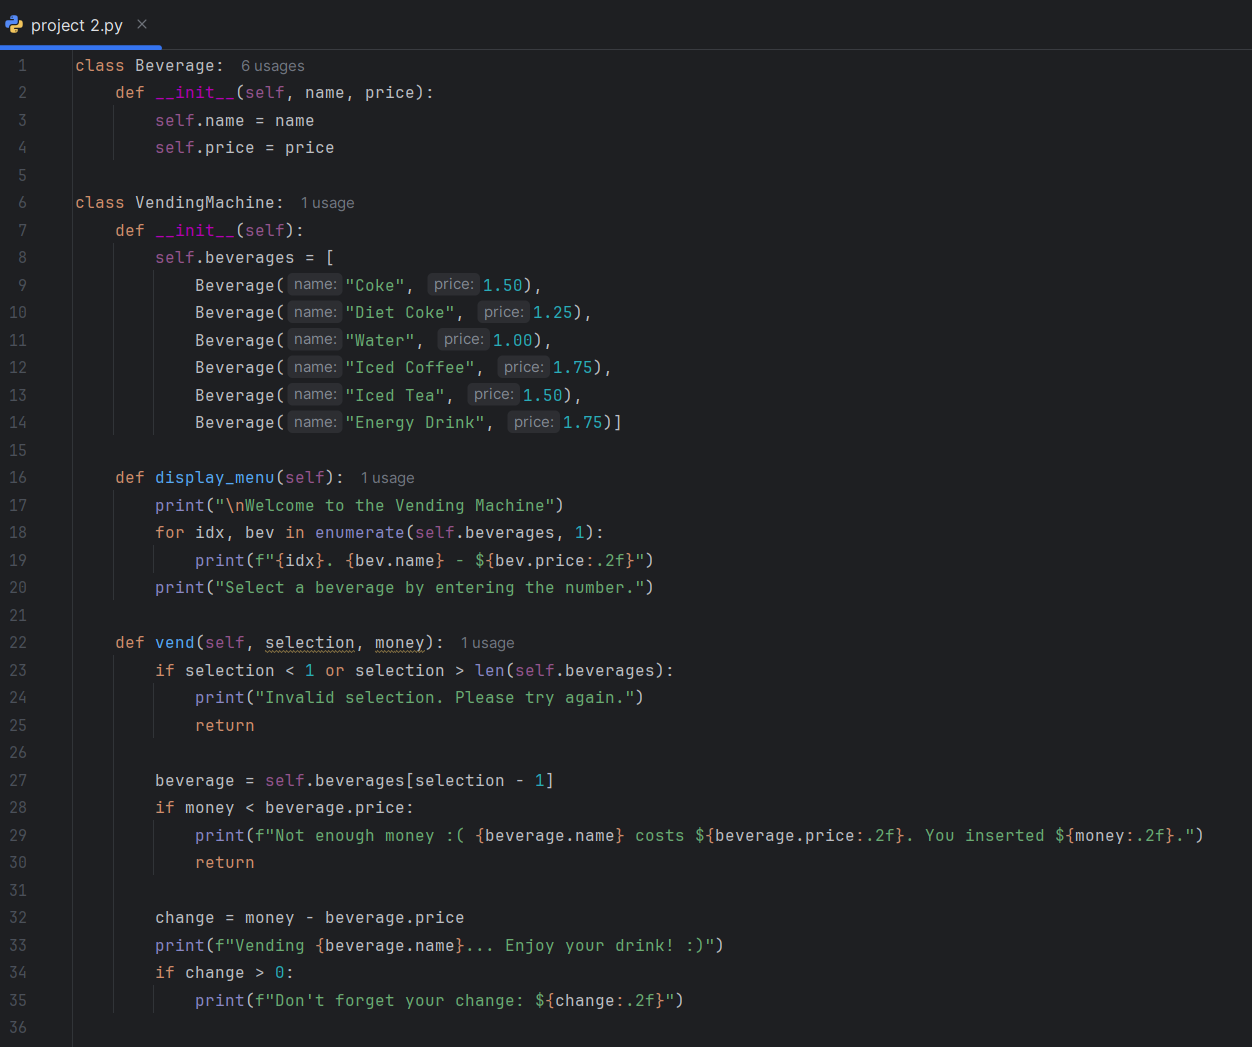 project 2.py
1 class Beverage: 6 usages
2     def __init__(self, name, price):
3         self.name = name
4         self.price = price
5
6 class VendingMachine: 1 usage
7     def __init__(self):
8         self.beverages = [
9             Beverage( name: "Coke", price: 1.50),
10             Beverage( name: "Diet Coke", price: 1.25),
11             Beverage( name: "Water", price: 1.00),
12             Beverage( name: "Iced Coffee", price: 1.75),
13             Beverage( name: "Iced Tea", price: 1.50),
14             Beverage( name: "Energy Drink", price: 1.75)]
15
16     def display_menu(self): 1 usage
17         print("\nWelcome to the Vending Machine")
18         for idx, bev in enumerate(self.beverages, 1):
19             print(f"{idx}. {bev.name} - ${bev.price:.2f}")
20         print("Select a beverage by entering the number.")
21
22     def vend(self, selection, money): 1 usage
23         if selection < 1 or selection > len(self.beverages):
24             print("Invalid selection. Please try again.")
25             return
26
27         beverage = self.beverages[selection - 1]
28         if money < beverage.price:
29             print(f"Not enough money :( {beverage.name} costs ${beverage.price:.2f}. You inserted ${money:.2f}.")
30             return
31
32         change = money - beverage.price
33         print(f"Vending {beverage.name}... Enjoy your drink! :)")
34         if change > 0:
35             print(f"Don't forget your change: ${change:.2f}")
36